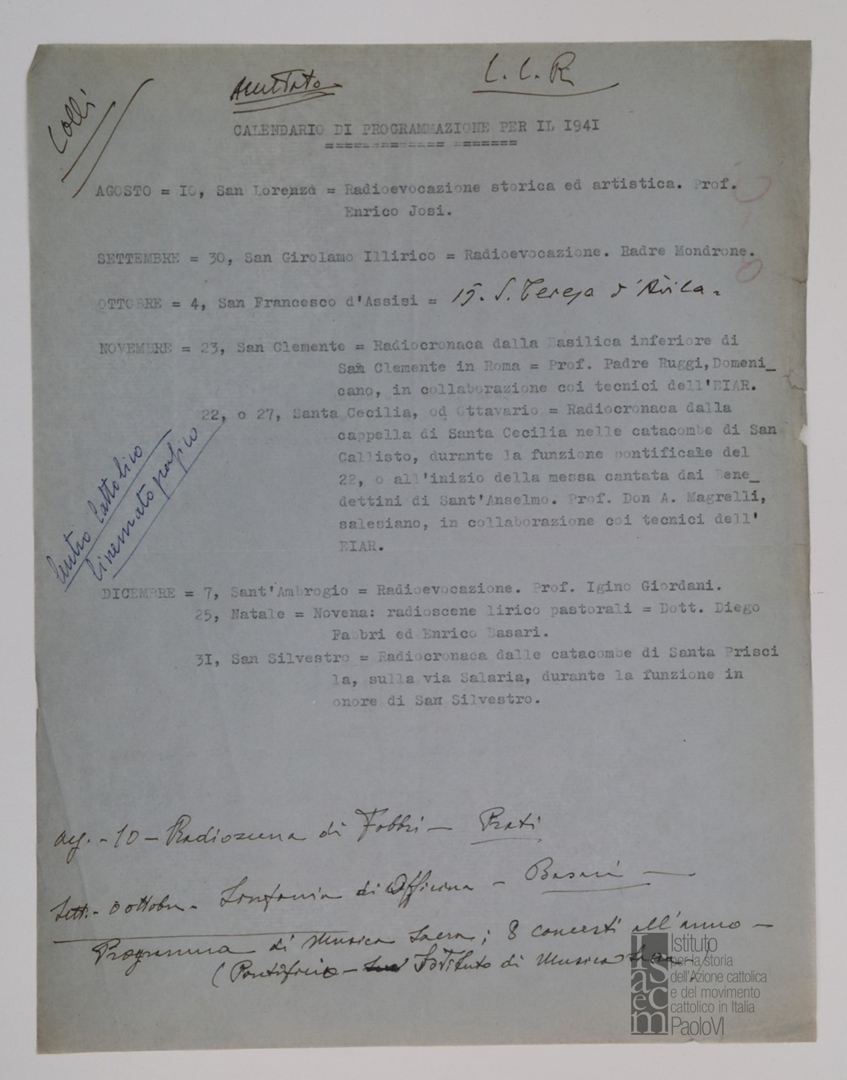 Colli
C. C. R
CALENDARIO DI PROGRAMMAZIONE PER IL I94I
AGOSTO = IO, San Lorenzo = Radioevocazione storica ed artistica. Prof.
Enrico Josi.
SETTEMBRE = 30, San Girolamo Illirico = Radioevocazione. Radre Mondrone.
OTTOBRE = 4, San Francesco d'Assisi = 15. S. Teresa d'Avila -
NOVEMBRE = 23, San Clemente = Radiocronaca dalla Basilica inferiore di
San Clemente in Roma = Prof. Padre Ruggi, Domeni_
cano, in collaborazione coi tecnici dell'EIAR.
22, o 27, Santa Cecilia, od Ottavario = Radiocronaca dalla
cappella di Santa Cecilia nelle catacombe di San
Callisto, durante la funzione pontificale del
22, o all'inizio della messa cantata dai Bene_
dettini di Sant'Anselmo. Prof. Don A. Magrelli,
salesiano, in collaborazione coi tecnici dell'
EIAR.
Centro Cattolico
Cinematografico
DICEMBRE = 7, Sant'Ambrogio = Radioevocazione. Prof. Igino Giordani.
25, Natale = Novena: radioscene lirico pastorali = Dott. Diego
Fabbri ed Enrico Basari.
3I, San Silvestro = Radiocronaca dalle catacombe di Santa Prisci
la, sulla via Salaria, durante la funzione in
onore di San Silvestro.
ag. - 10 - Radioscena di Fabbri - Prati
Sett. - o ottobre - Sinfonia di Officina - Basari -
Programma di Musica Sacra; 8 concerti all'anno -
(Pontificio - Istituto di Musica Sacra -
Isacem
Istituto
per la storia
dell'Azione cattolica
e del movimento
cattolico in Italia
Paolo VI